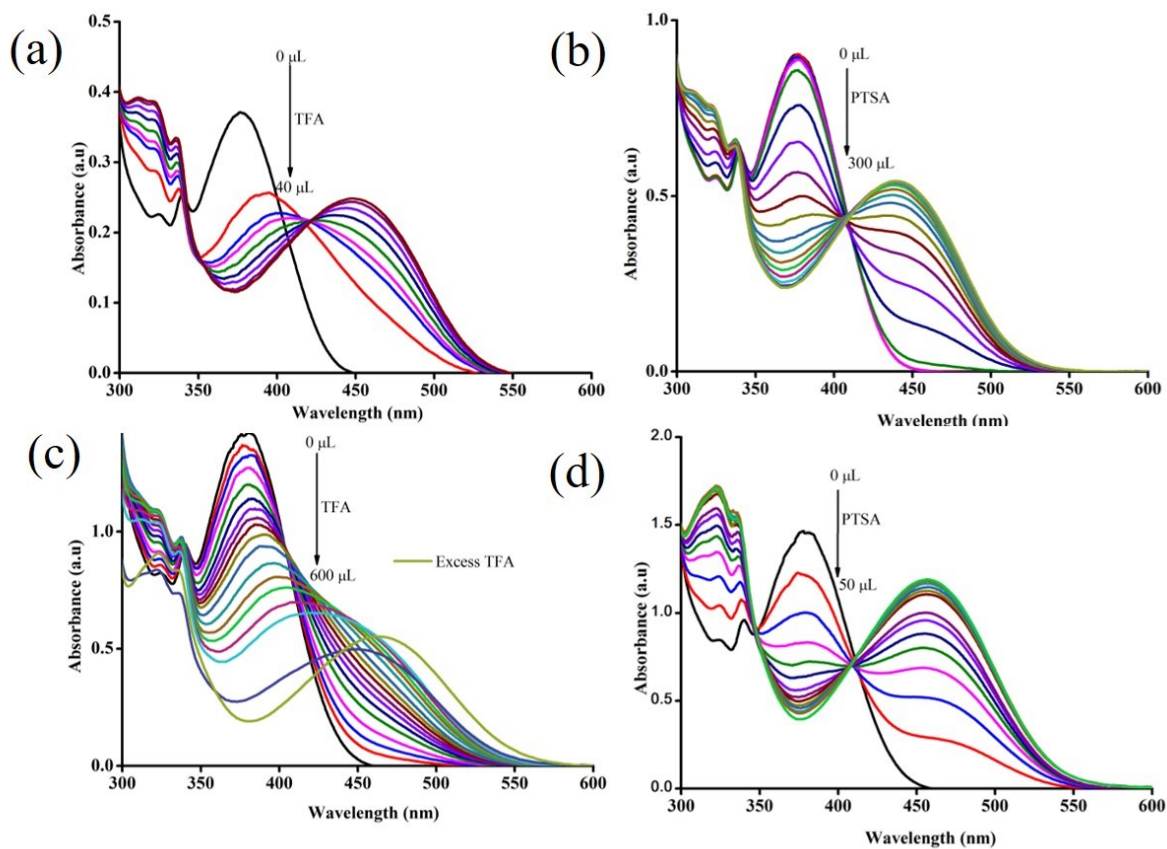 (a)
0.5
0.4
0.3
0.2
0.1
0.0
Absorbance (a.u)
0 µL
TFA
40 µL
300 350 400 450 500 550 600
Wavelength (nm)
(b)
1.0
0.5
0.0
Absorbance (a.u)
0 µL
PTSA
300 µL
300 350 400 450 500 550 600
Wavelength (nm)
(c)
1.0
0.5
0.0
Absorbance (a.u)
0 µL
TFA
600 µL
Excess TFA
300 350 400 450 500 550 600
Wavelength (nm)
(d)
2.0
1.5
1.0
0.5
0.0
Absorbance (a.u)
0 µL
PTSA
50 µL
300 350 400 450 500 550 600
Wavelength (nm)